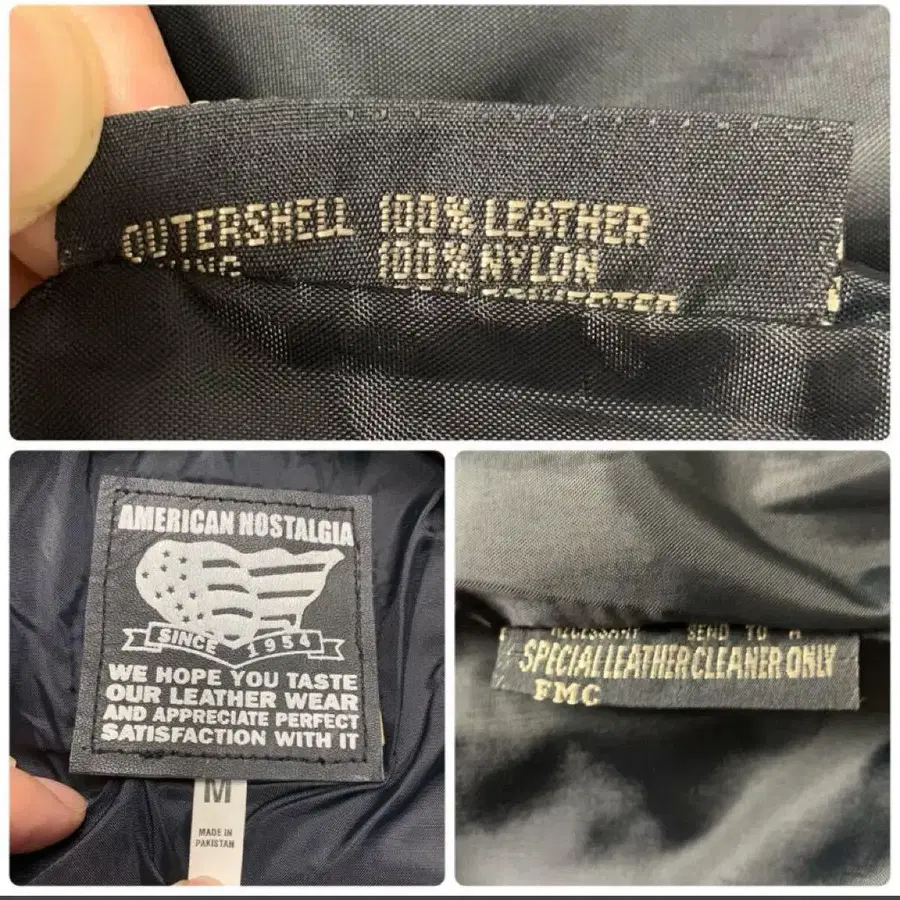 OUTERSHELL 100% LEATHER
100% NYLON
AMERICAN NOSTALGIA
SINCE 1954
WE HOPE YOU TASTE
OUR LEATHER WEAR
AND APPRECIATE PERFECT
SATISFACTION WITH IT
M
MADE IN
PAKISTAN
SEND TO A
SPECIAL LEATHER CLEANER ONLY
FMC